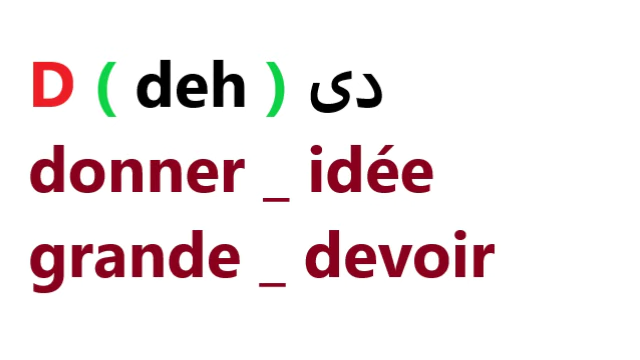 D ( deh ) دی
donner _ idée
grande _ devoir